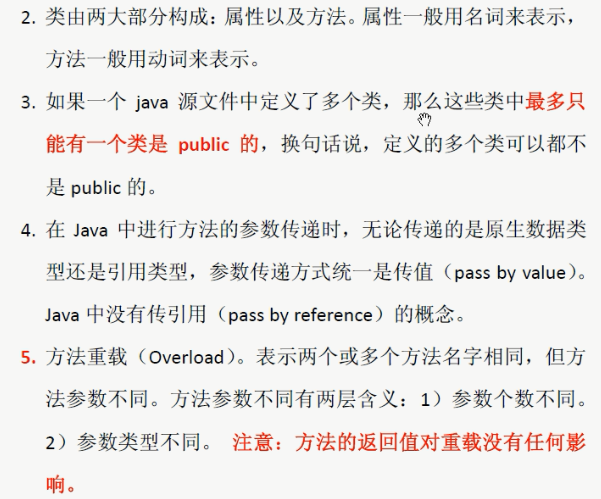 2. 类由两大部分构成：属性以及方法。属性一般用名词来表示，
方法一般用动词来表示。
3. 如果一个 java 源文件中定义了多个类，那么这些类中最多只
能有一个类是 public 的，换句话说，定义的多个类可以都不
是 public 的。
4. 在 Java 中进行方法的参数传递时，无论传递的是原生数据类
型还是引用类型，参数传递方式统一是传值（pass by value）。
Java 中没有传引用（pass by reference）的概念。
5. 方法重载（Overload）。表示两个或多个方法名字相同，但方
法参数不同。方法参数不同有两层含义：1）参数个数不同。
2）参数类型不同。 注意：方法的返回值对重载没有任何影
响。